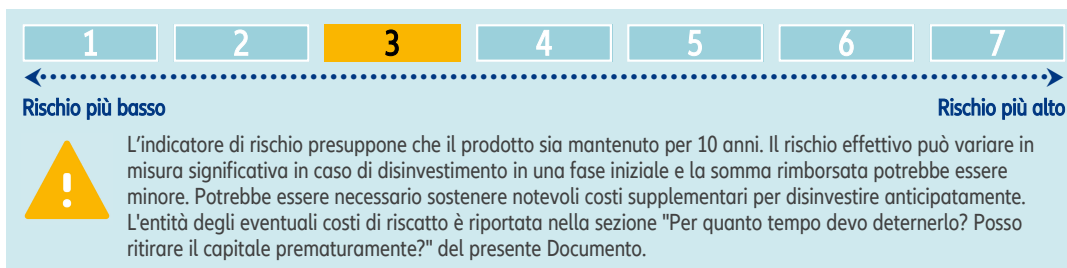 1 2 3 4 5 6 7
Rischio più basso Rischio più alto
L'indicatore di rischio presuppone che il prodotto sia mantenuto per 10 anni. Il rischio effettivo può variare in
misura significativa in caso di disinvestimento in una fase iniziale e la somma rimborsata potrebbe essere
minore. Potrebbe essere necessario sostenere notevoli costi supplementari per disinvestire anticipatamente.
L'entità degli eventuali costi di riscatto è riportata nella sezione "Per quanto tempo devo deternerlo? Posso
ritirare il capitale prematuramente?" del presente Documento.